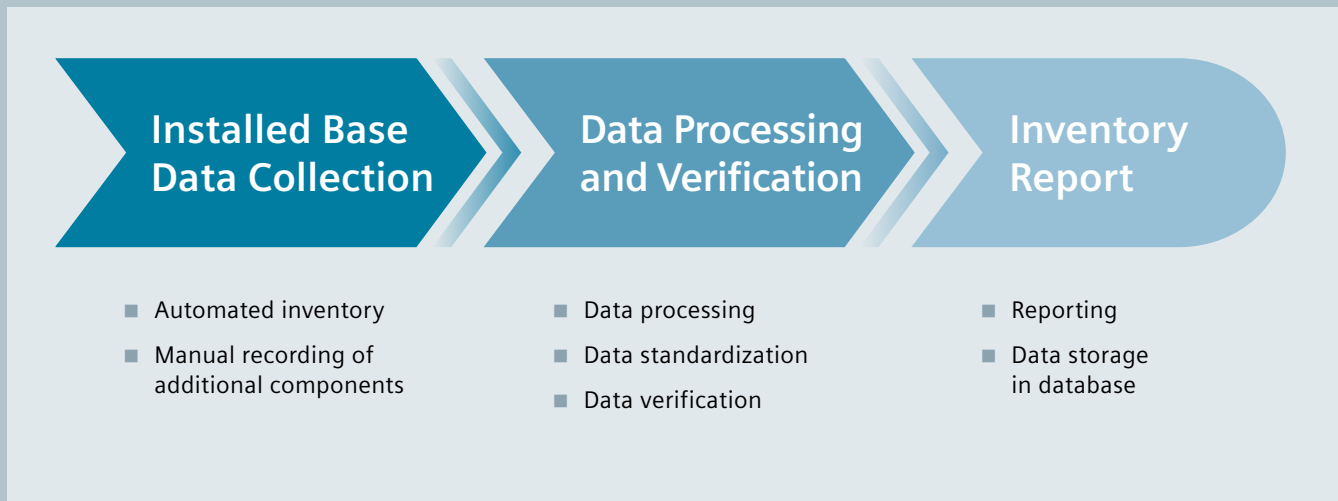 Installed Base
Data Collection
Data Processing
and Verification
Inventory
Report
Automated inventory
Manual recording of
additional components
Data processing
Data standardization
Data verification
Reporting
Data storage
in database